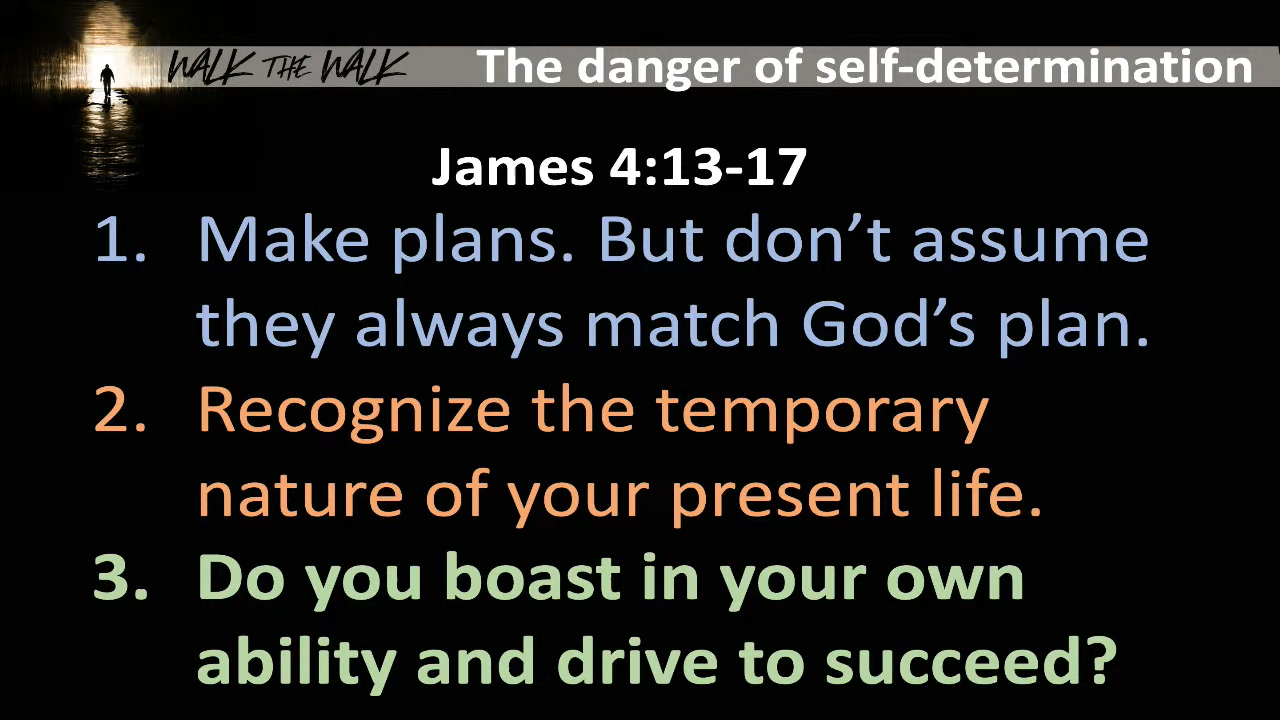 WALK THE WALK The danger of self-determination
James 4:13-17
1. Make plans. But don’t assume
they always match God’s plan.
2. Recognize the temporary
nature of your present life.
3. Do you boast in your own
ability and drive to succeed?